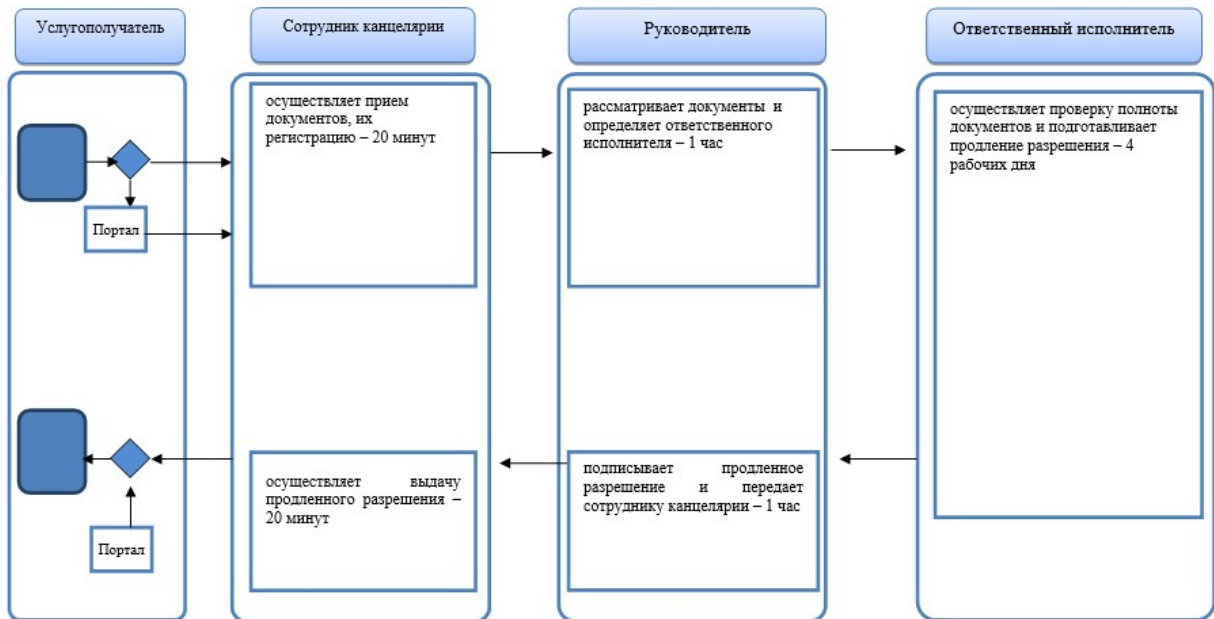 Услугополучатель
Сотрудник канцелярии
Руководитель
Ответственный исполнитель
осуществляет прием
документов, их
регистрацию – 20 минут
рассматривает документы и
определяет ответственного
исполнителя – 1 час
осуществляет проверку полноты
документов и подготавливает
продление разрешения – 4
рабочих дня
Портал
осуществляет выдачу
продленного разрешения –
20 минут
подписывает продленное
разрешение и передает
сотруднику канцелярии – 1 час
Портал